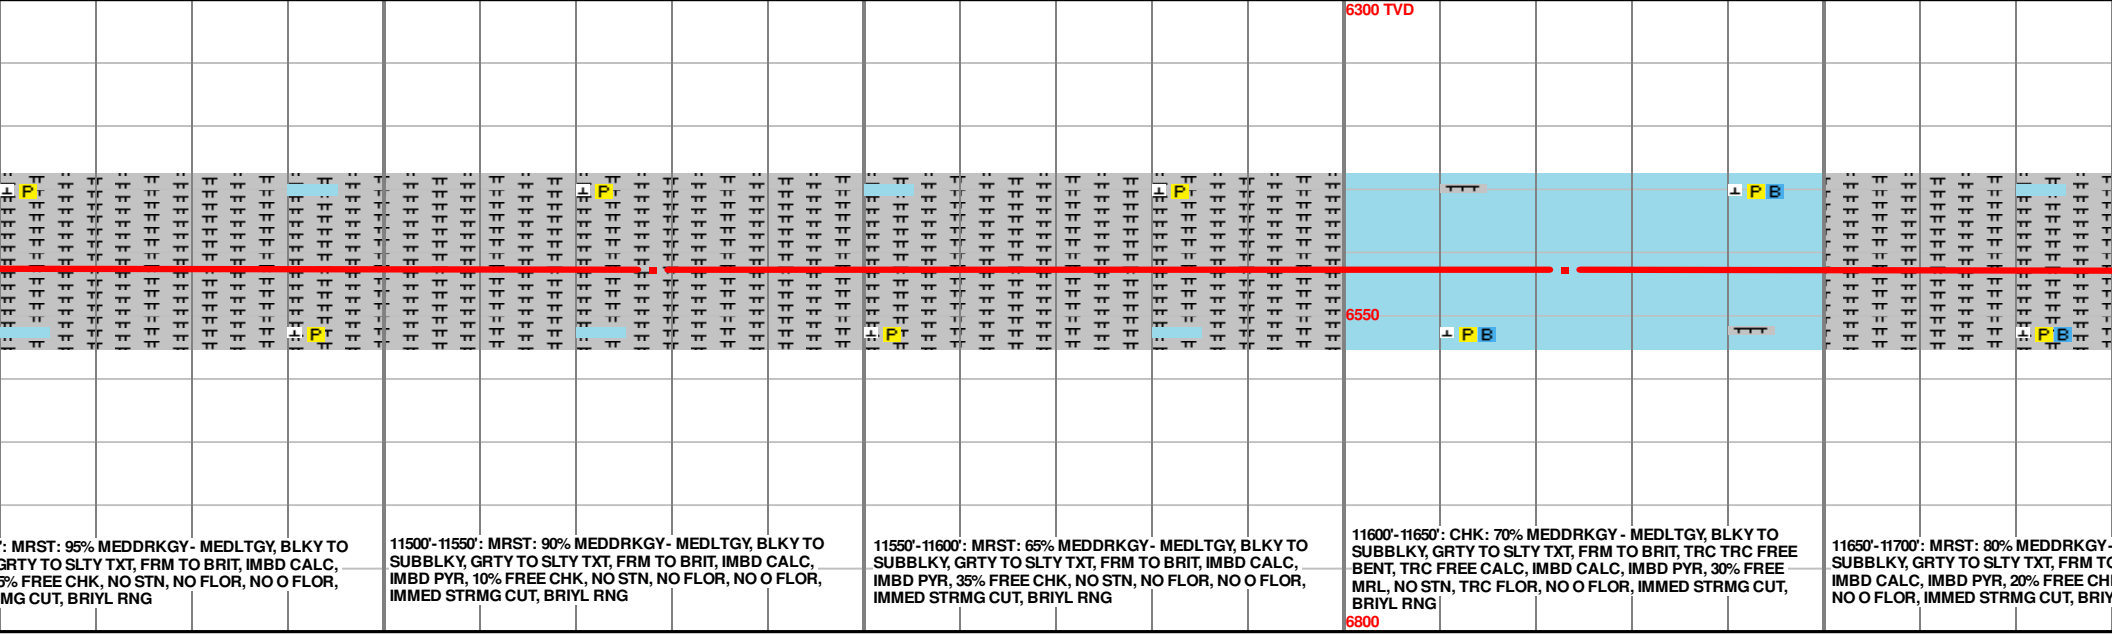 6300 TVD
P
P
P
P B
P
P
P B
P B
6550
': MRST: 95% MEDDRKGY - MEDLTGY, BLKY TO
GRTY TO SLTY TXT, FRM TO BRIT, IMBD CALC,
5% FREE CHK, NO STN, NO FLOR, NO O FLOR,
MG CUT, BRIYL RNG
11500'-11550': MRST: 90% MEDDRKGY - MEDLTGY, BLKY TO
SUBBLKY, GRTY TO SLTY TXT, FRM TO BRIT, IMBD CALC,
IMBD PYR, 10% FREE CHK, NO STN, NO FLOR, NO O FLOR,
IMMED STRMG CUT, BRIYL RNG
11550'-11600': MRST: 65% MEDDRKGY - MEDLTGY, BLKY TO
SUBBLKY, GRTY TO SLTY TXT, FRM TO BRIT, IMBD CALC,
IMBD PYR, 35% FREE CHK, NO STN, NO FLOR, NO O FLOR,
IMMED STRMG CUT, BRIYL RNG
11600'-11650': CHK: 70% MEDDRKGY - MEDLTGY, BLKY TO
SUBBLKY, GRTY TO SLTY TXT, FRM TO BRIT, TRC TRC FREE
BENT, TRC FREE CALC, IMBD CALC, IMBD PYR, 30% FREE
MRL, NO STN, TRC FLOR, NO O FLOR, IMMED STRMG CUT,
BRIYL RNG
11650'-11700': MRST: 80% MEDDRKGY -
SUBBLKY, GRTY TO SLTY TXT, FRM TO
IMBD CALC, IMBD PYR, 20% FREE CH
NO O FLOR, IMMED STRMG CUT, BRIY
6800